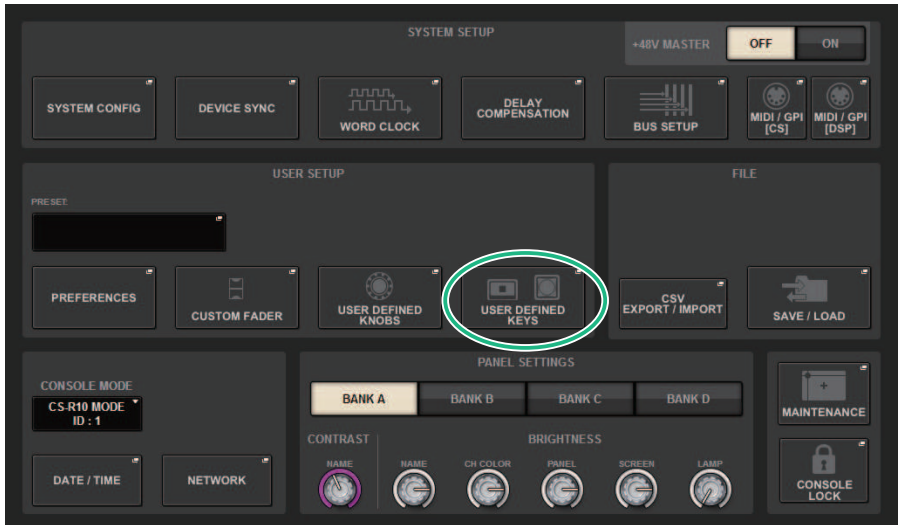 SYSTEM SETUP
+48V MASTER
OFF
ON
SYSTEM CONFIG
DEVICE SYNC
WORD CLOCK
DELAY
COMPENSATION
BUS SETUP
MIDI / GPI
[CS]
MIDI / GPI
[DSP]
USER SETUP
PRESET
PREFERENCES
CUSTOM FADER
USER DEFINED
KNOBS
USER DEFINED
KEYS
FILE
CSV
EXPORT / IMPORT
SAVE / LOAD
CONSOLE MODE
CS-R10 MODE
ID : 1
DATE / TIME
NETWORK
PANEL SETTINGS
BANK A
BANK B
BANK C
BANK D
CONTRAST
BRIGHTNESS
NAME
NAME
CH COLOR
PANEL
SCREEN
LAMP
MAINTENANCE
CONSOLE
LOCK